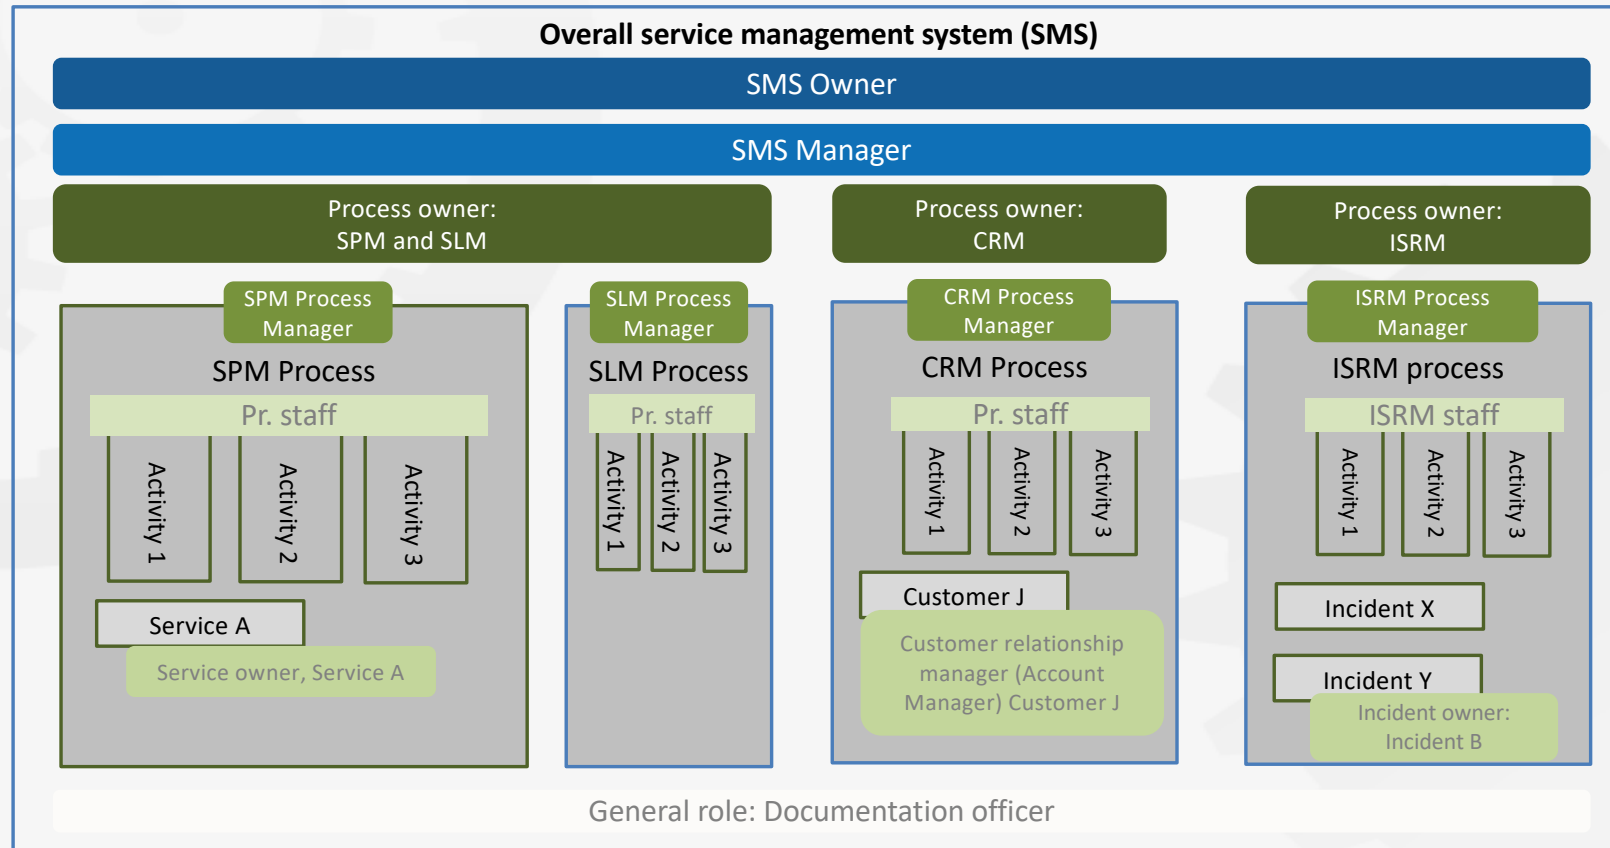 Overall service management system (SMS)
SMS Owner
SMS Manager
Process owner:
SPM and SLM
Process owner:
CRM
Process owner:
ISRM
SPM Process
Manager
SPM Process
Pr. staff
Activity 1
Activity 2
Activity 3
Service A
Service owner, Service A
SLM Process
Manager
SLM Process
Pr. staff
Activity 1
Activity 2
Activity 3
CRM Process
Manager
CRM Process
Pr. staff
Activity 1
Activity 2
Activity 3
Customer J
Customer relationship
manager (Account
Manager) Customer J
ISRM Process
Manager
ISRM process
ISRM staff
Activity 1
Activity 2
Activity 3
Incident X
Incident Y
Incident owner:
Incident B
General role: Documentation officer